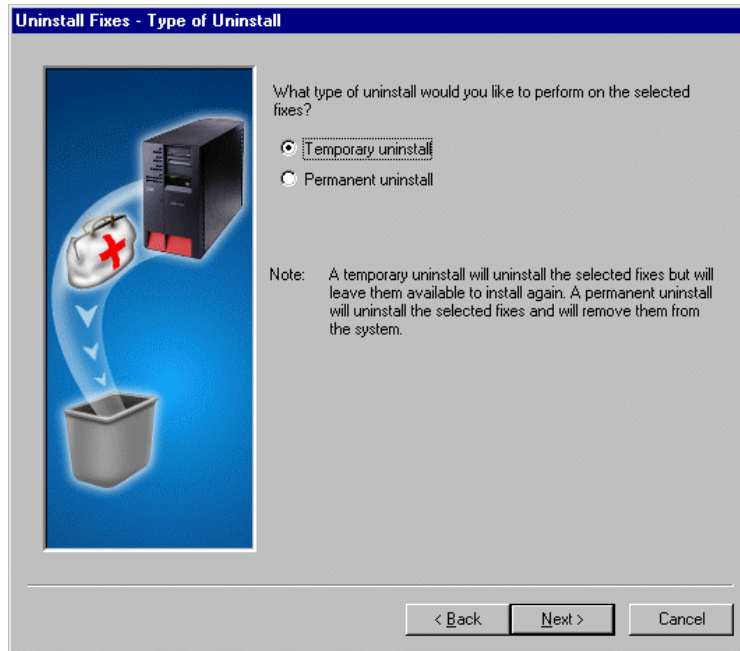 Uninstall Fixes - Type of Uninstall
What type of uninstall would you like to perform on the selected
fixes?
Temporary uninstall
Permanent uninstall
Note: A temporary uninstall will uninstall the selected fixes but will
leave them available to install again. A permanent uninstall
will uninstall the selected fixes and will remove them from
the system.
< Back Next > Cancel